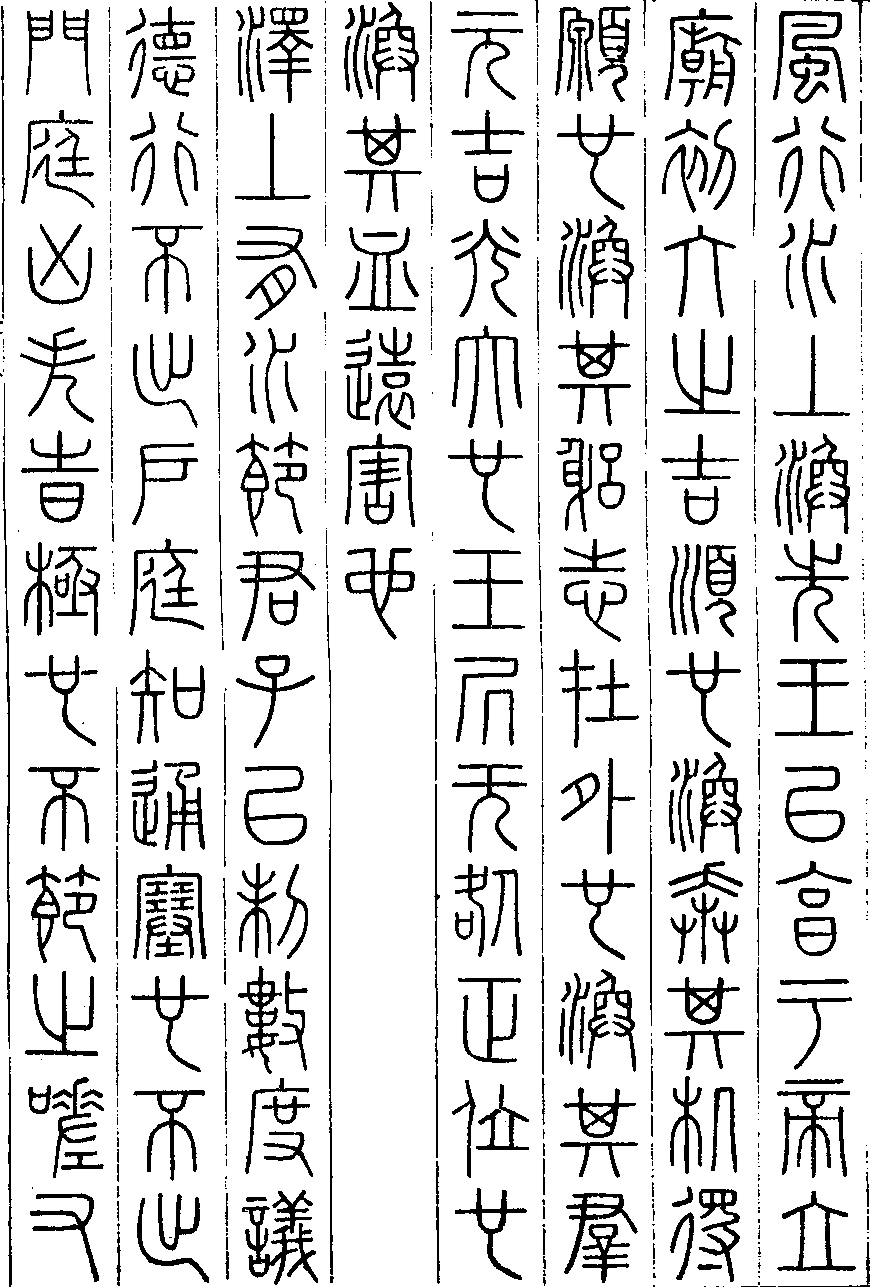 風行水上渙先王以享于帝立
廟初六之吉順也渙奔其机得
願也渙其躬志在外也渙其羣
元吉光大也王居无咎正位也
渙其血遠害也
澤上有水節君子以制數度議
德行不出戶庭知通塞也不出
門庭凶失時極也不節之嗟又